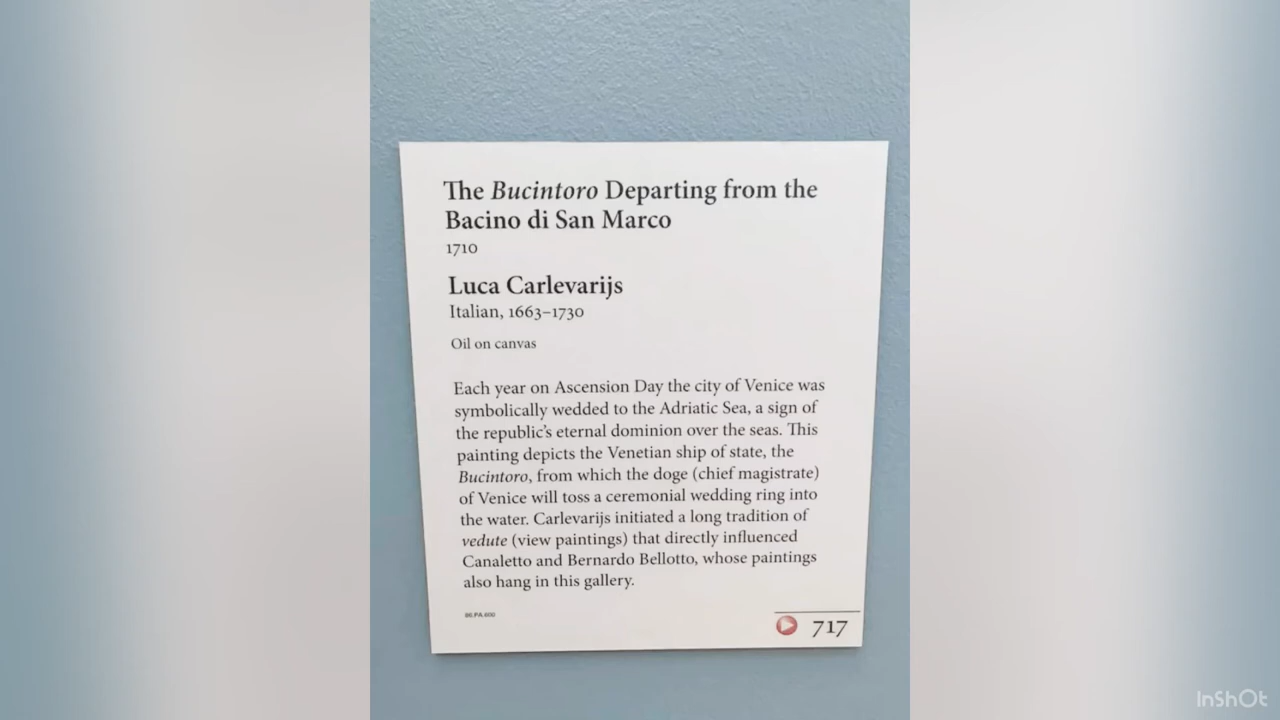 The Bucintoro Departing from the
Bacino di San Marco
1710
Luca Carlevarijs
Italian, 1663–1730
Oil on canvas
Each year on Ascension Day the city of Venice was
symbolically wedded to the Adriatic Sea, a sign of
the republic’s eternal dominion over the seas. This
painting depicts the Venetian ship of state, the
Bucintoro, from which the doge (chief magistrate)
of Venice will toss a ceremonial wedding ring into
the water. Carlevarijs initiated a long tradition of
vedute (view paintings) that directly influenced
Canaletto and Bernardo Bellotto, whose paintings
also hang in this gallery.
86.PA.600
717
InShOt